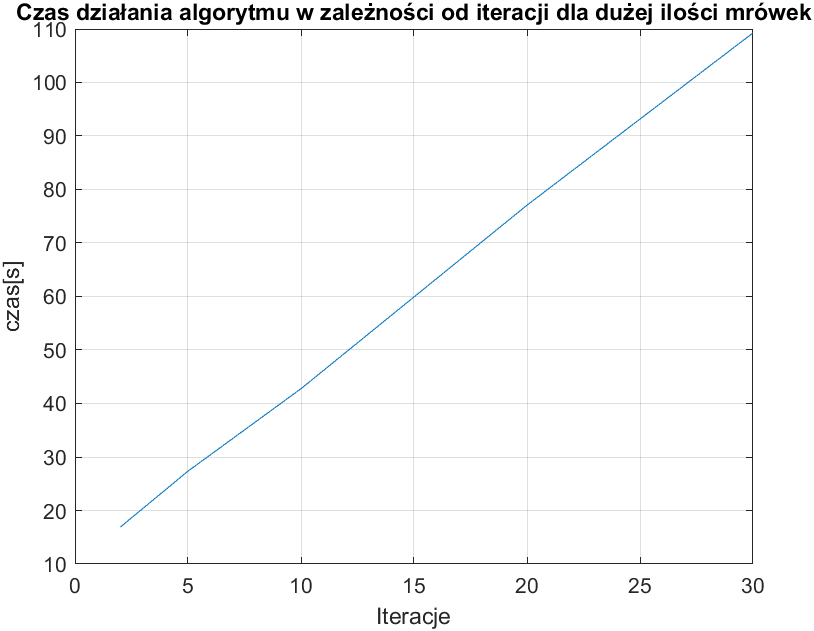 Czas działania algorytmu w zależności od iteracji dla dużej ilości mrówek
110
100
90
80
70
60
50
40
30
20
10
czas[s]
0 5 10 15 20 25 30
Iteracje